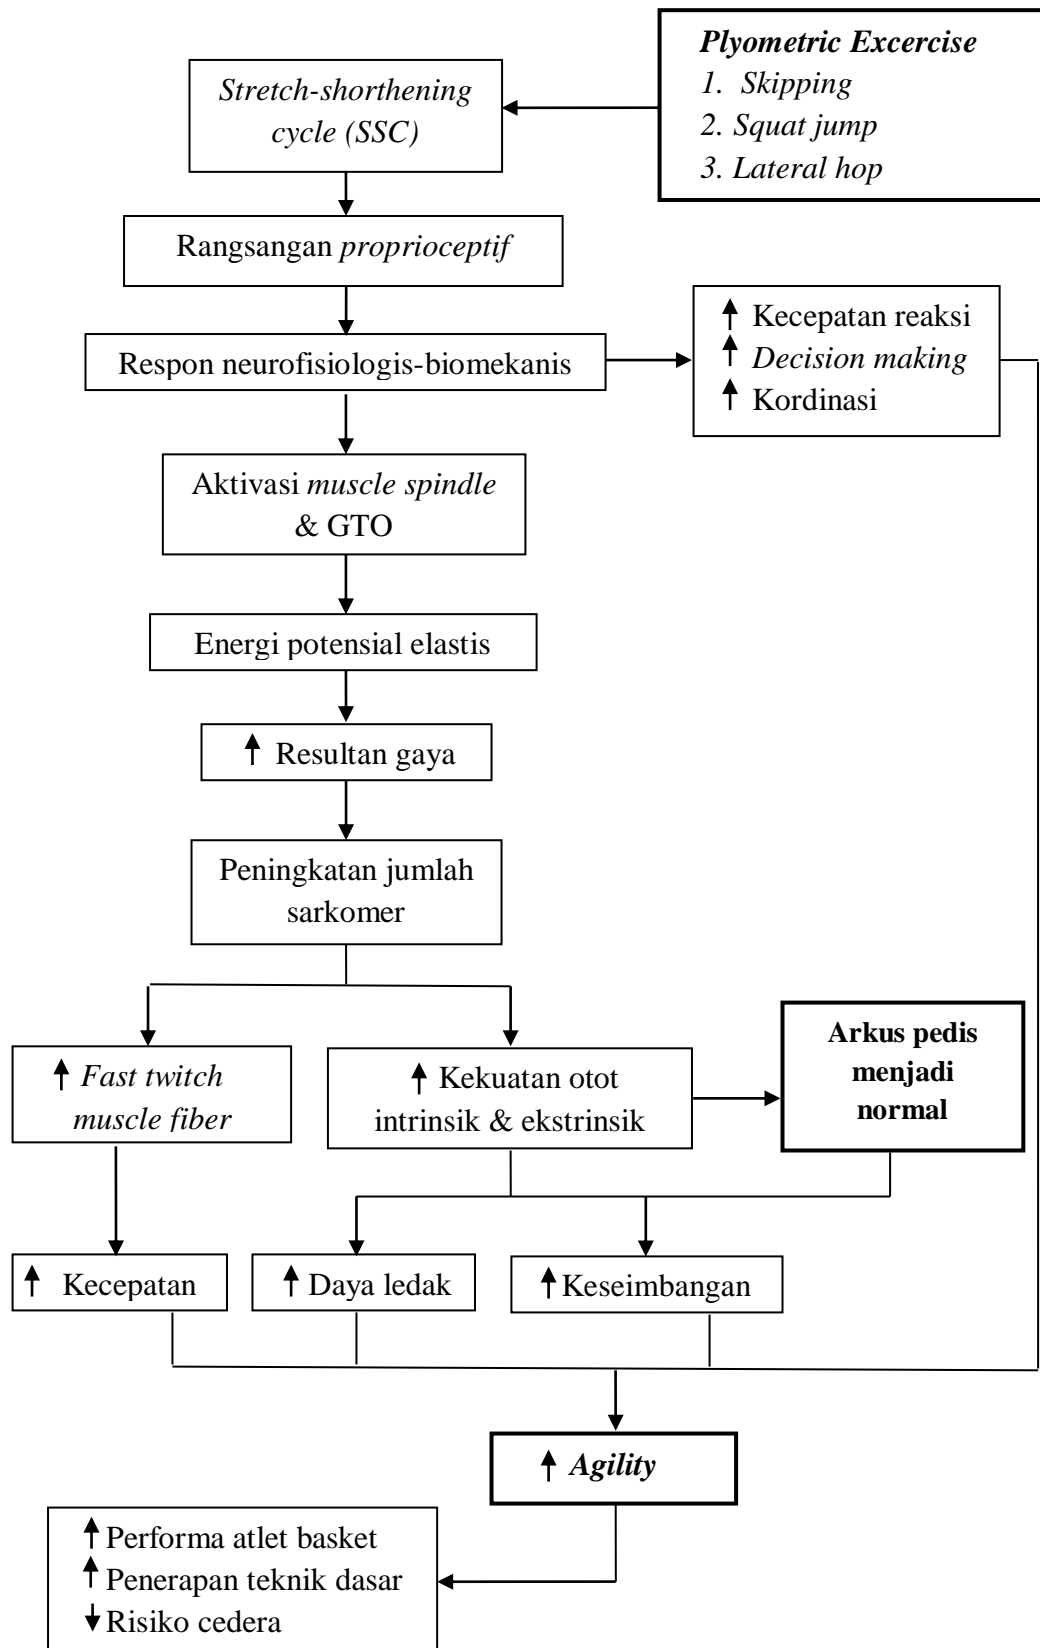 Plyometric Excercise
1. Skipping
2. Squat jump
3. Lateral hop
Stretch-shorthening
cycle (SSC)
Rangsangan proprioceptif
Respon neurofisiologis-biomekanis
↑ Kecepatan reaksi
↑ Decision making
↑ Kordinasi
Aktivasi muscle spindle
& GTO
Energi potensial elastis
↑ Resultan gaya
Peningkatan jumlah
sarkomer
↑ Fast twitch
muscle fiber
↑ Kekuatan otot
intrinsik & ekstrinsik
Arkus pedis
menjadi
normal
↑ Kecepatan
↑ Daya ledak
↑ Keseimbangan
↑ Agility
↑ Performa atlet basket
↑ Penerapan teknik dasar
↓ Risiko cedera